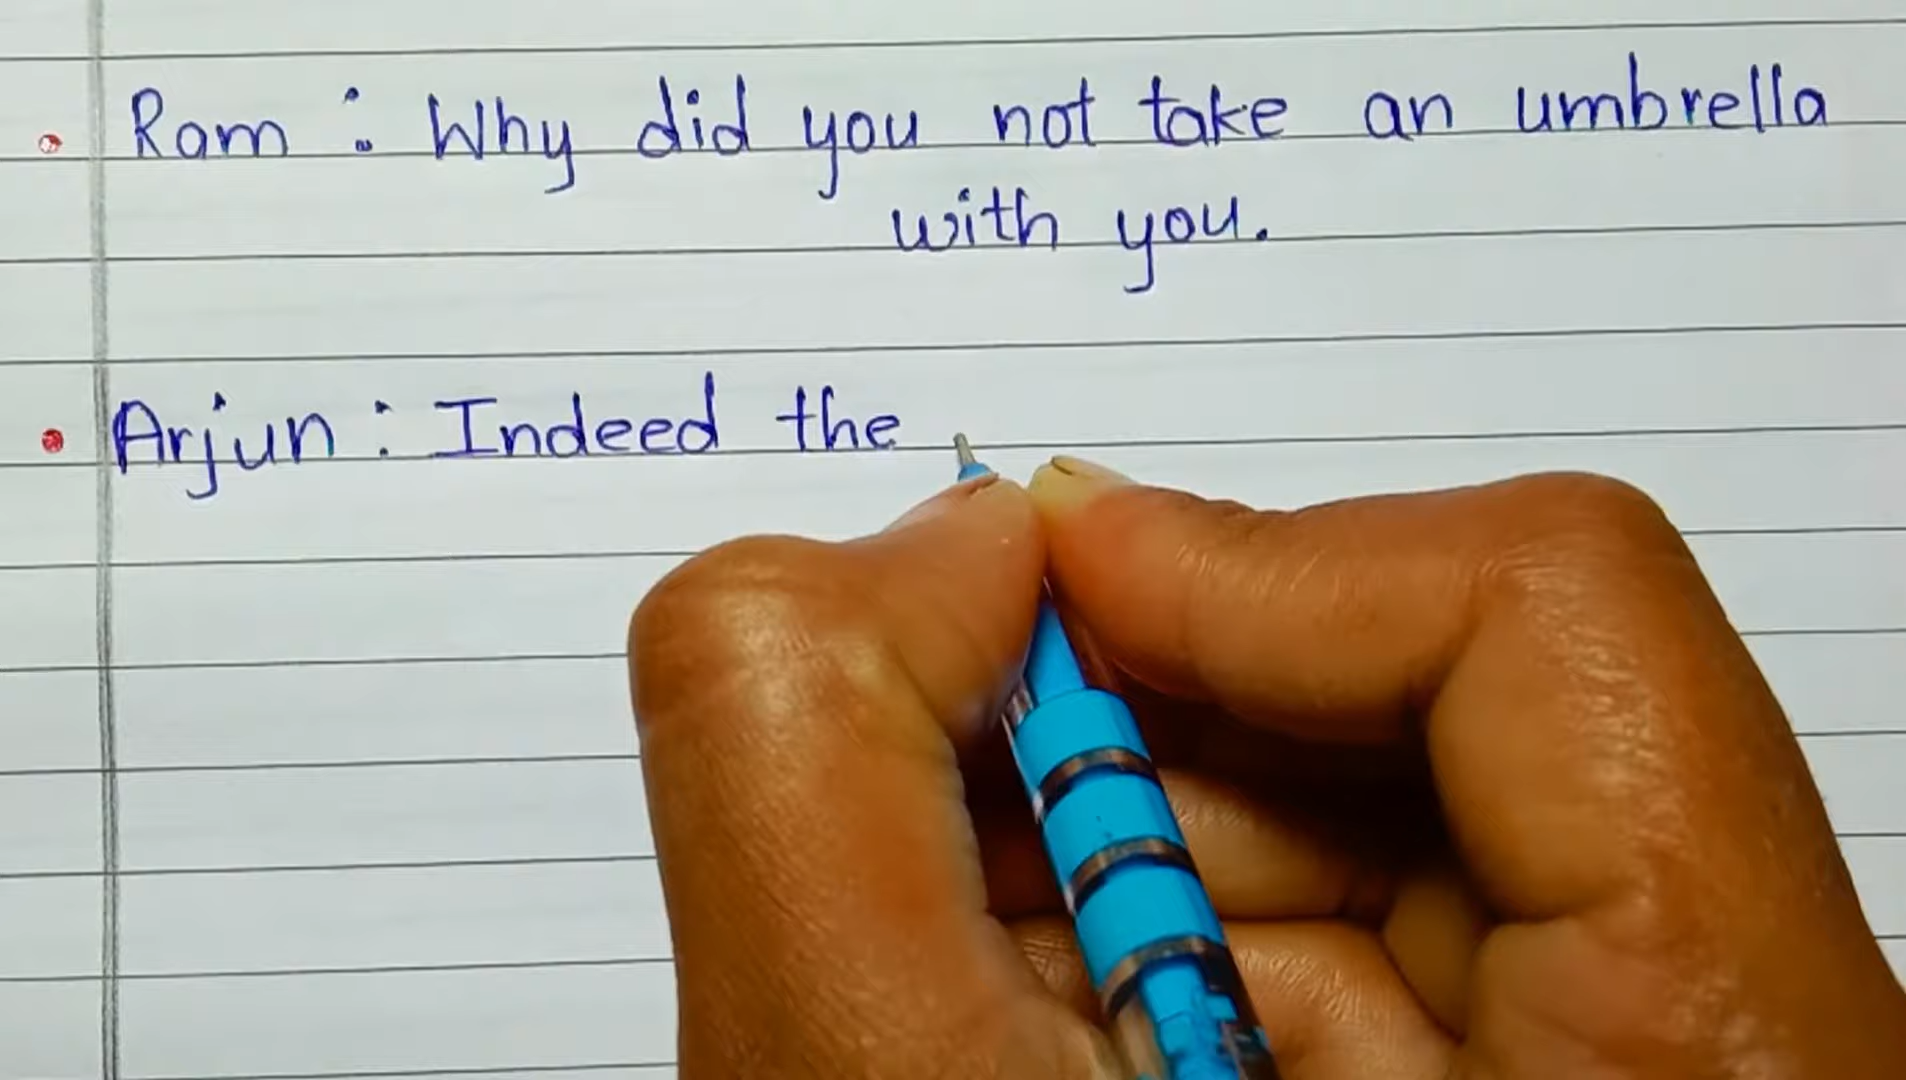 Ram : Why did you not take an umbrella
with you.
Arjun : Indeed the